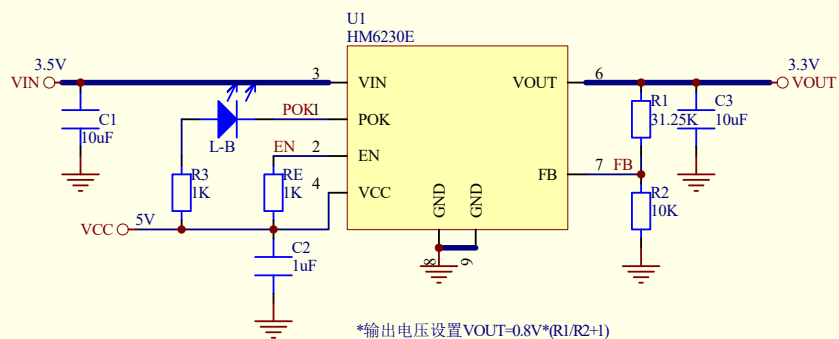 U1
HM6230E
3.5V
VIN
3
VIN
VOUT
6
3.3V
VOUT
C1
10uF
POK
1
POK
L-B
R1
31.25K
C3
10uF
EN
2
EN
R3
1K
RE
1K
4
VCC
FB
7
FB
R2
10K
GND
GND
VCC
5V
C2
1uF
8
9
*输出电压设置VOUT=0.8V*(R1/R2+1)